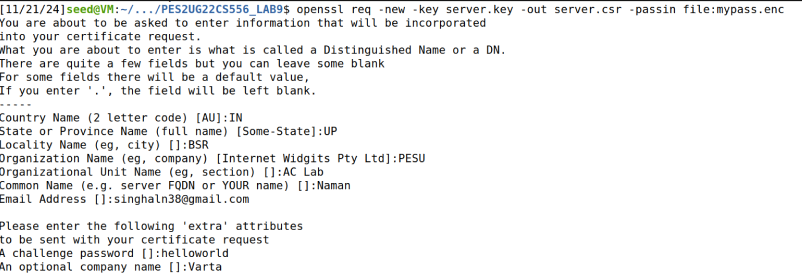 [11/21/24]seed@VM:~/.../PES2UG22CS556_LAB9$ openssl req -new -key server.key -out server.csr -passin file:mypass.enc
You are about to be asked to enter information that will be incorporated
into your certificate request.
What you are about to enter is what is called a Distinguished Name or a DN.
There are quite a few fields but you can leave some blank
For some fields there will be a default value,
If you enter '.', the field will be left blank.
-----
Country Name (2 letter code) [AU]:IN
State or Province Name (full name) [Some-State]:UP
Locality Name (eg, city) []:BSR
Organization Name (eg, company) [Internet Widgits Pty Ltd]:PESU
Organizational Unit Name (eg, section) []:AC Lab
Common Name (e.g. server FQDN or YOUR name) []:Naman
Email Address []:singhaln38@gmail.com

Please enter the following 'extra' attributes
to be sent with your certificate request
A challenge password []:helloworld
An optional company name []:Varta